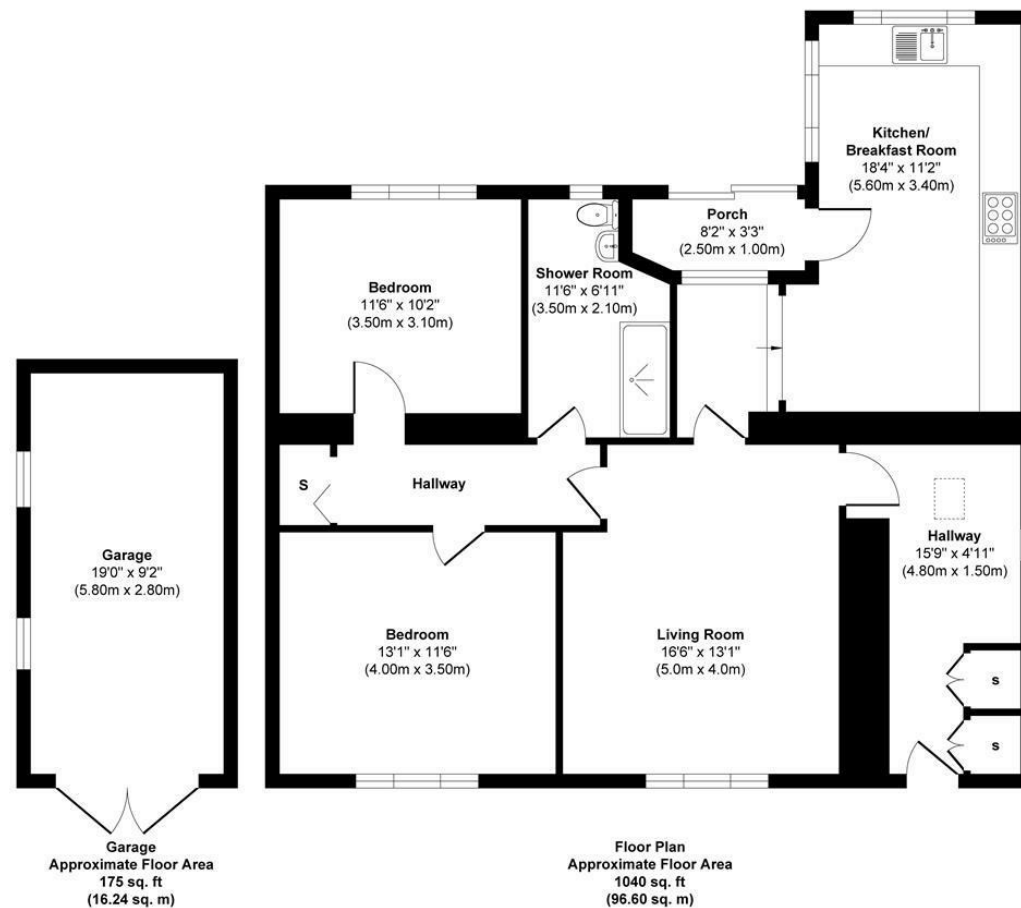 Kitchen/
Breakfast Room
18'4" x 11'2"
(5.60m x 3.40m)
Porch
8'2" x 3'3"
(2.50m x 1.00m)
Shower Room
11'6" x 6'11"
(3.50m x 2.10m)
Bedroom
11'6" x 10'2"
(3.50m x 3.10m)
S
Hallway
Hallway
15'9" x 4'11"
(4.80m x 1.50m)
Garage
19'0" x 9'2"
(5.80m x 2.80m)
Bedroom
13'1" x 11'6"
(4.00m x 3.50m)
Living Room
16'6" x 13'1"
(5.0m x 4.0m)
S
S
Garage
Approximate Floor Area
175 sq. ft
(16.24 sq. m)
Floor Plan
Approximate Floor Area
1040 sq. ft
(96.60 sq. m)